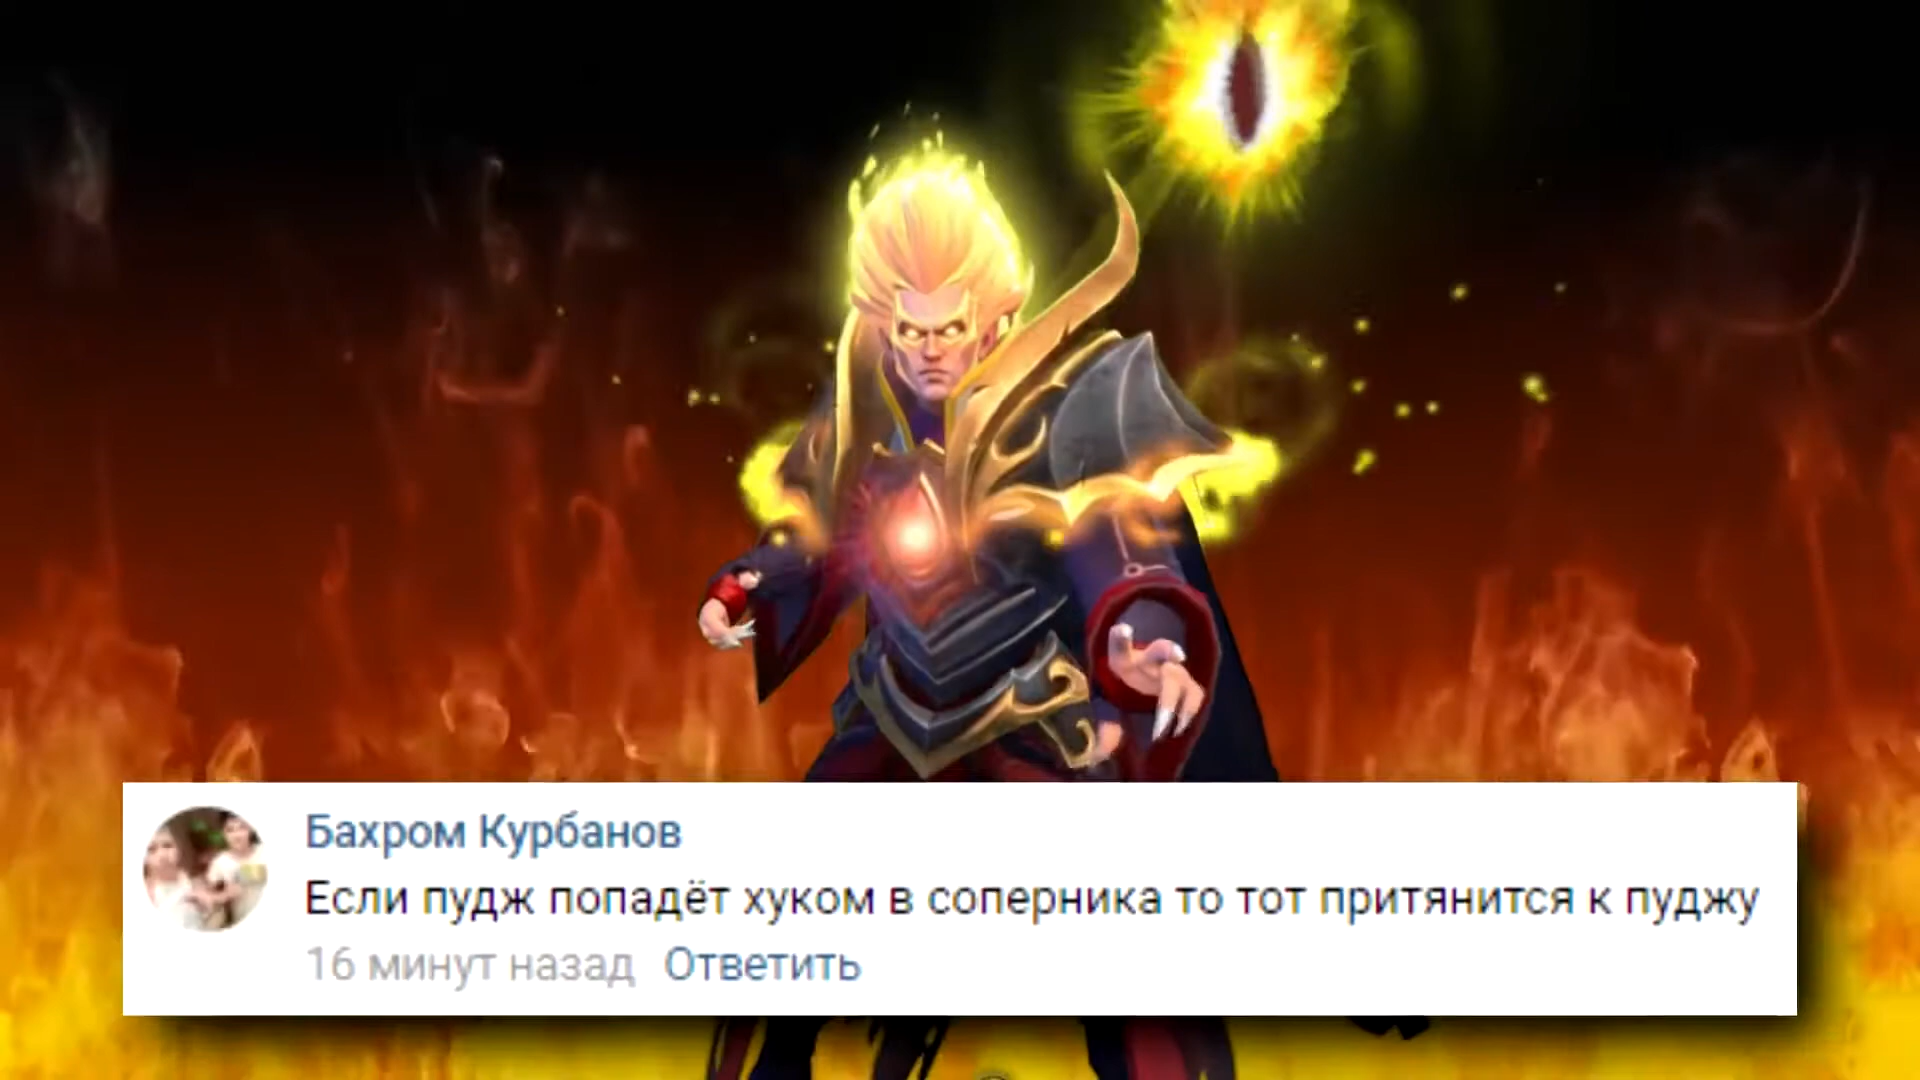 Бахром Курбанов
Если пудж попадёт хуком в соперника то тот притянится к пуджу
16 минут назад Ответить